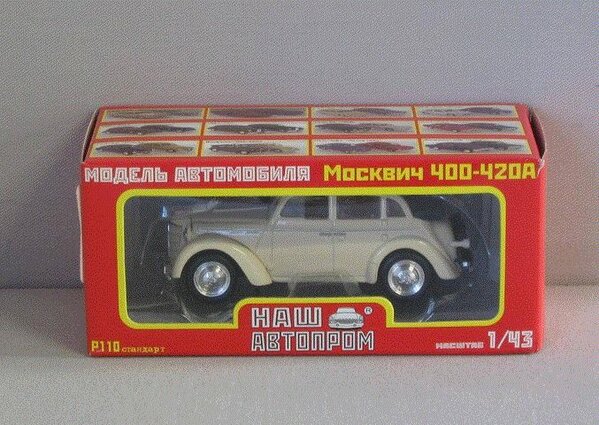 МОДЕЛЬ АВТОМОБИЛЯ Москвич 400-420А
НАШ ®
АВТОПРОМ
Р110 стандарт
масштаб 1/43